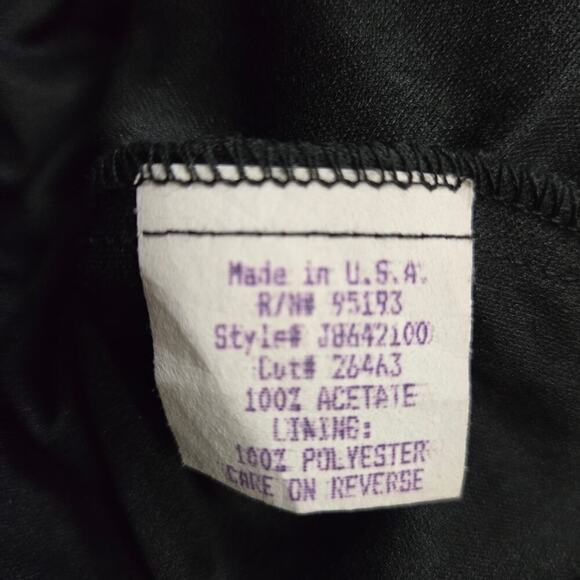 Made in U.S.A.
R/N# 95193
Style# J8642100
Cut# 26463
100% ACETATE
LINING:
100% POLYESTER
CARE ON REVERSE